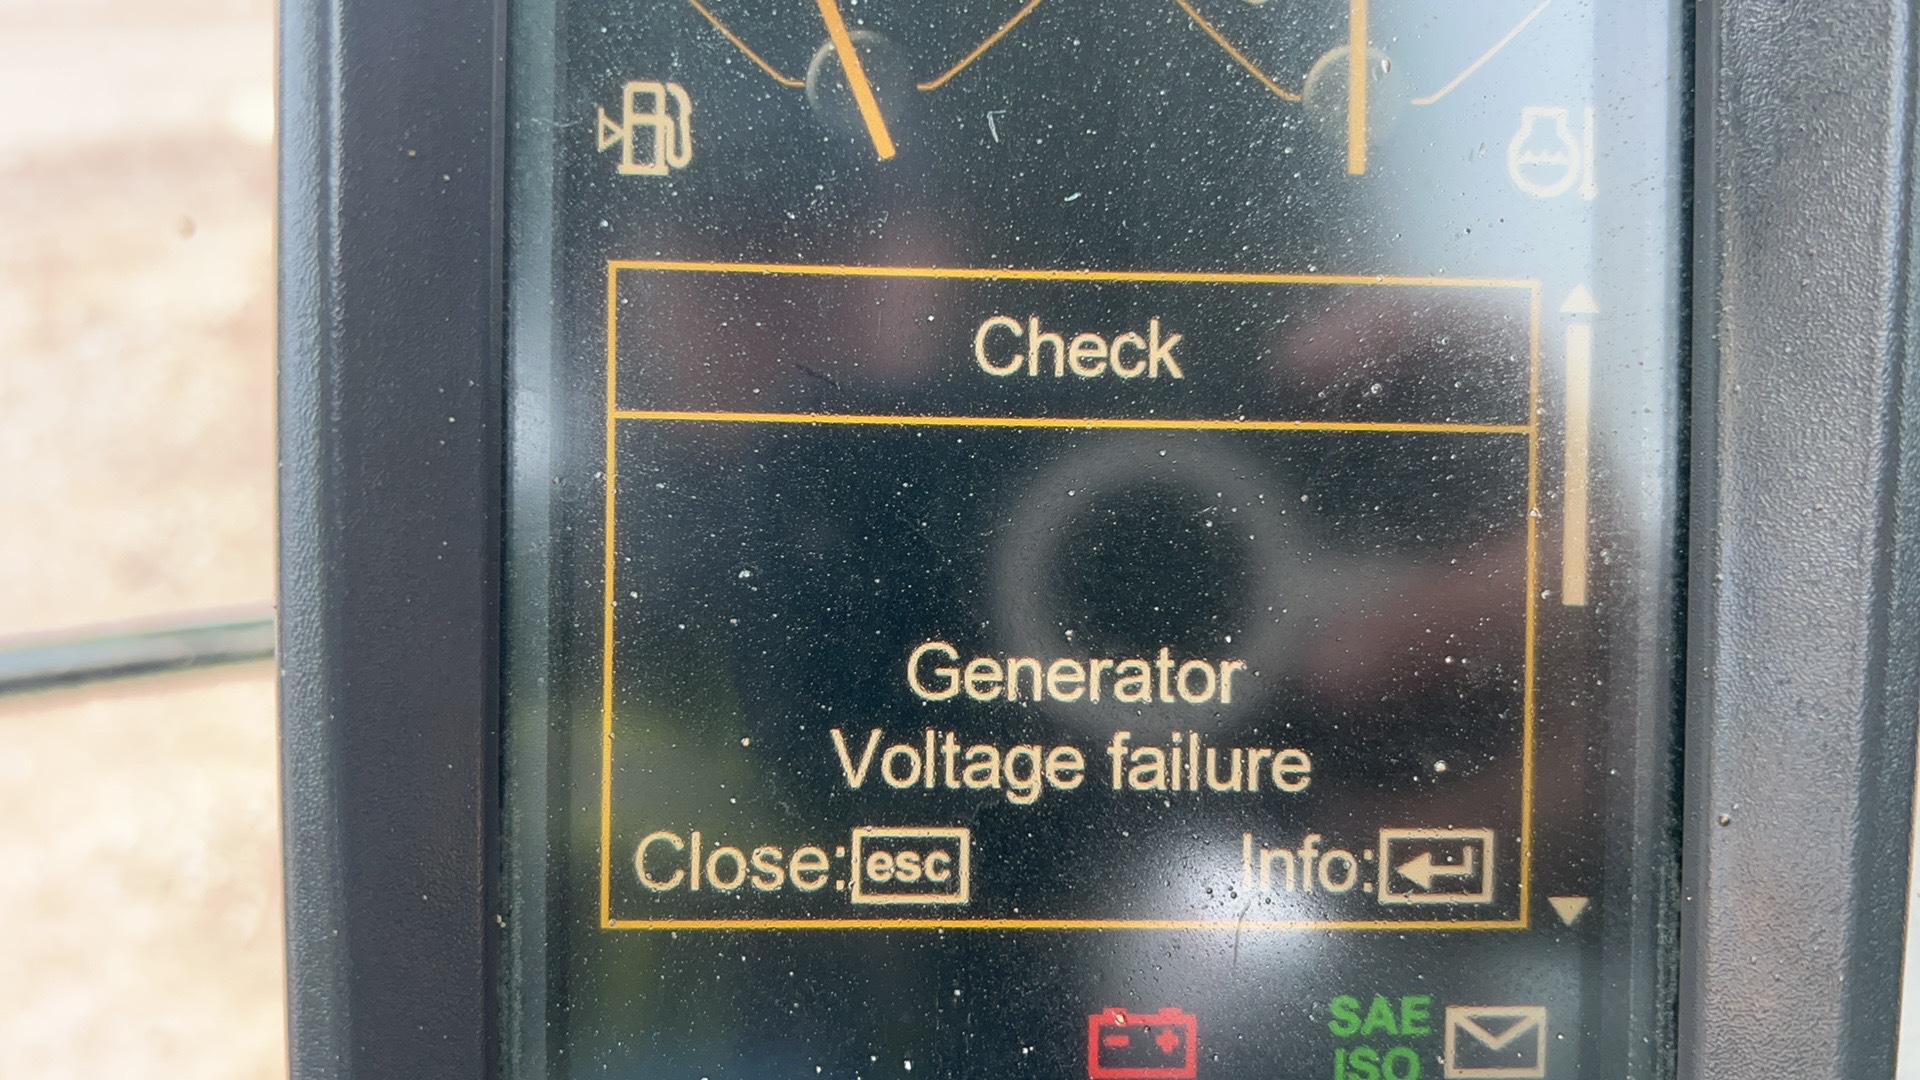 Check
Generator
Voltage failure
Close: esc Info:
SAE
ISO